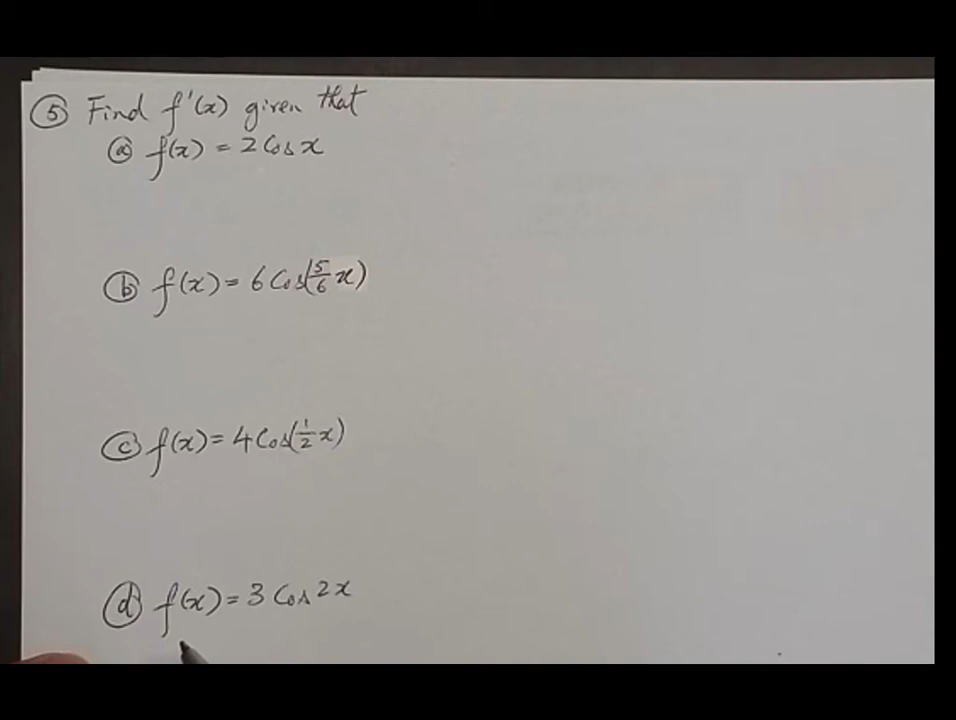 ⑤ Find f'(x) given that
ⓐ f(x) = 2 Cos x
ⓑ f(x) = 6 Cos(5/6 x)
ⓒ f(x) = 4 Cos(1/2 x)
ⓓ f(x) = 3 Cos 2x